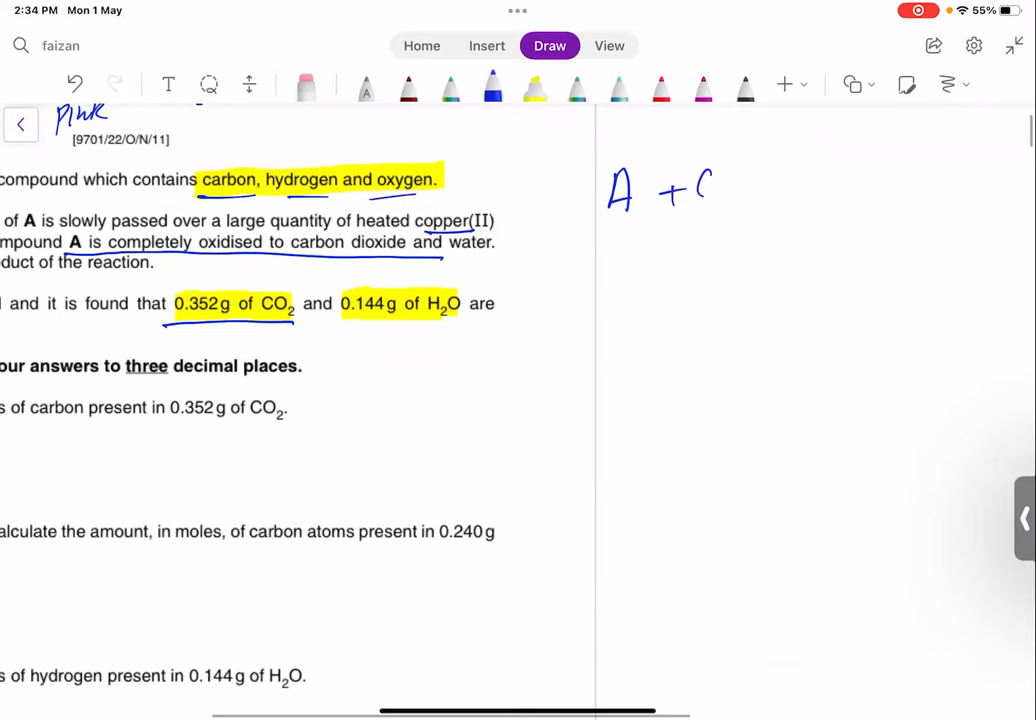 2:34 PM Mon 1 May
55%
faizan
Home Insert Draw View
T
A
pink
[9701/22/O/N/11]
compound which contains carbon, hydrogen and oxygen.
A + C
of A is slowly passed over a large quantity of heated copper(II)
mpound A is completely oxidised to carbon dioxide and water.
duct of the reaction.
and it is found that 0.352 g of CO2 and 0.144 g of H2O are
our answers to three decimal places.
s of carbon present in 0.352 g of CO2.
alculate the amount, in moles, of carbon atoms present in 0.240 g
s of hydrogen present in 0.144 g of H2O.